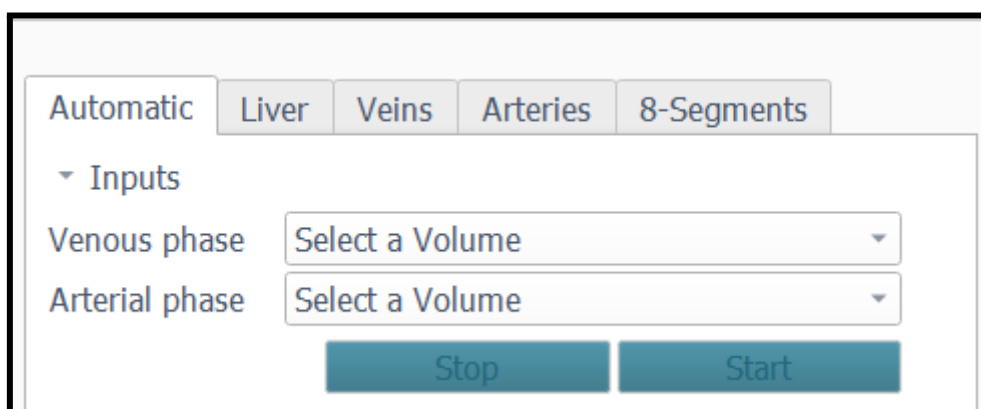 Automatic Liver Veins Arteries 8-Segments
Inputs
Venous phase Select a Volume
Arterial phase Select a Volume
Stop Start